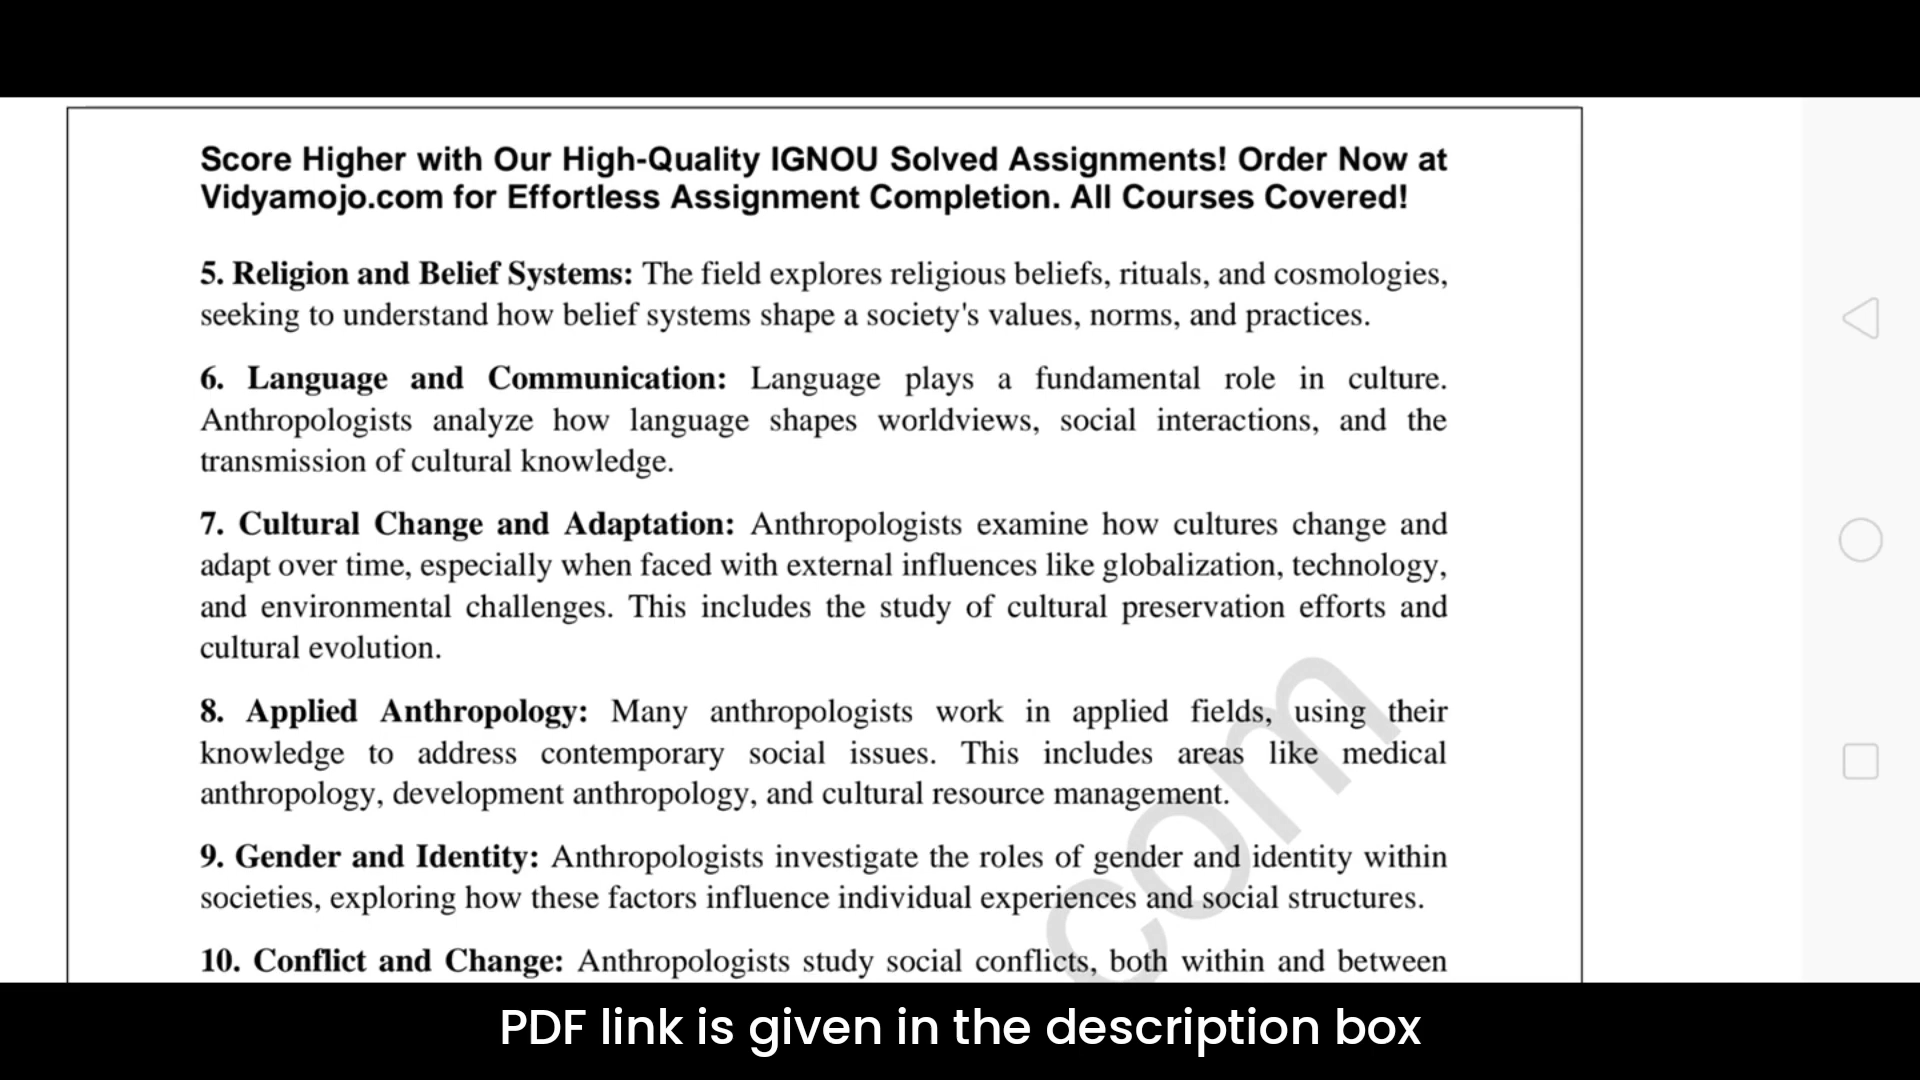 Score Higher with Our High-Quality IGNOU Solved Assignments! Order Now at
Vidyamojo.com for Effortless Assignment Completion. All Courses Covered!
5. Religion and Belief Systems: The field explores religious beliefs, rituals, and cosmologies,
seeking to understand how belief systems shape a society's values, norms, and practices.
6. Language and Communication: Language plays a fundamental role in culture.
Anthropologists analyze how language shapes worldviews, social interactions, and the
transmission of cultural knowledge.
7. Cultural Change and Adaptation: Anthropologists examine how cultures change and
adapt over time, especially when faced with external influences like globalization, technology,
and environmental challenges. This includes the study of cultural preservation efforts and
cultural evolution.
8. Applied Anthropology: Many anthropologists work in applied fields, using their
knowledge to address contemporary social issues. This includes areas like medical
anthropology, development anthropology, and cultural resource management.
9. Gender and Identity: Anthropologists investigate the roles of gender and identity within
societies, exploring how these factors influence individual experiences and social structures.
10. Conflict and Change: Anthropologists study social conflicts, both within and between
com
PDF link is given in the description box